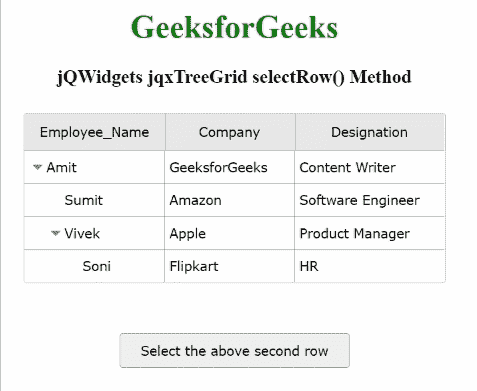 GeeksforGeeks
jQWidgets jqxTreeGrid selectRow() Method
Employee_Name Company Designation
Amit GeeksforGeeks Content Writer
Sumit Amazon Software Engineer
Vivek Apple Product Manager
Soni Flipkart HR
Select the above second row